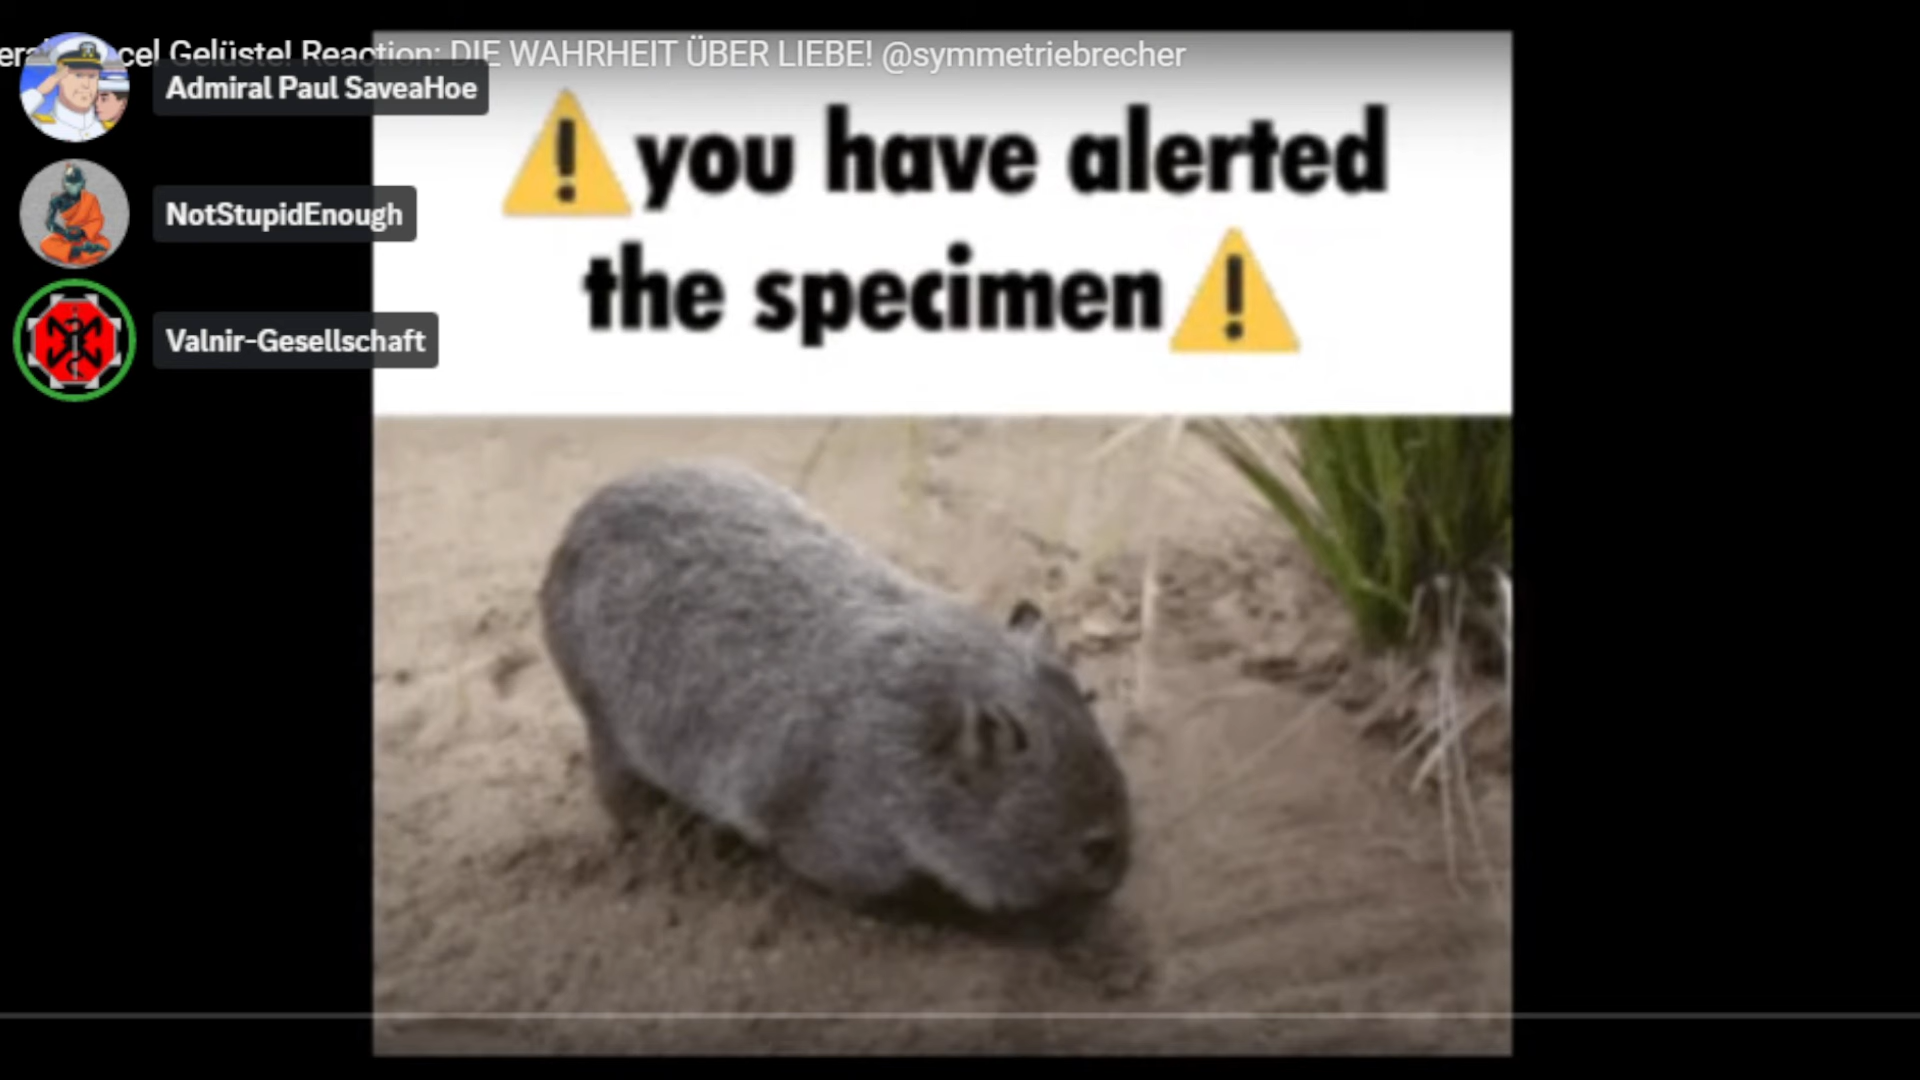 cel Gelüste! Reaction: DIE WAHRHEIT ÜBER LIEBE! @symmetriebrecher
Admiral Paul SaveaHoe
NotStupidEnough
Valnir-Gesellschaft
⚠you have alerted
the specimen⚠